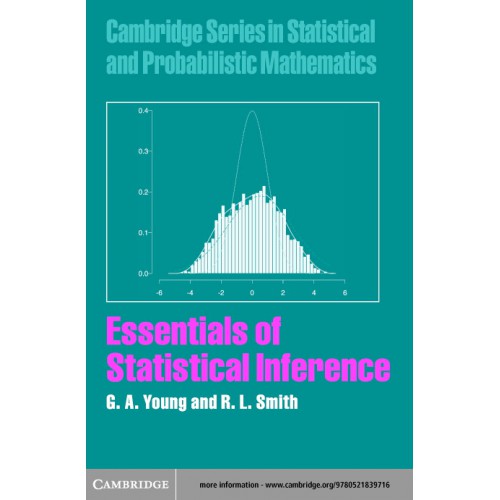 Cambridge Series in Statistical
and Probabilistic Mathematics
0.4
0.3
0.2
0.1
0.0
-6 -4 -2 0 2 4 6
Essentials of
Statistical Inference
G. A. Young and R. L. Smith
CAMBRIDGE
more information - www.cambridge.org/9780521839716